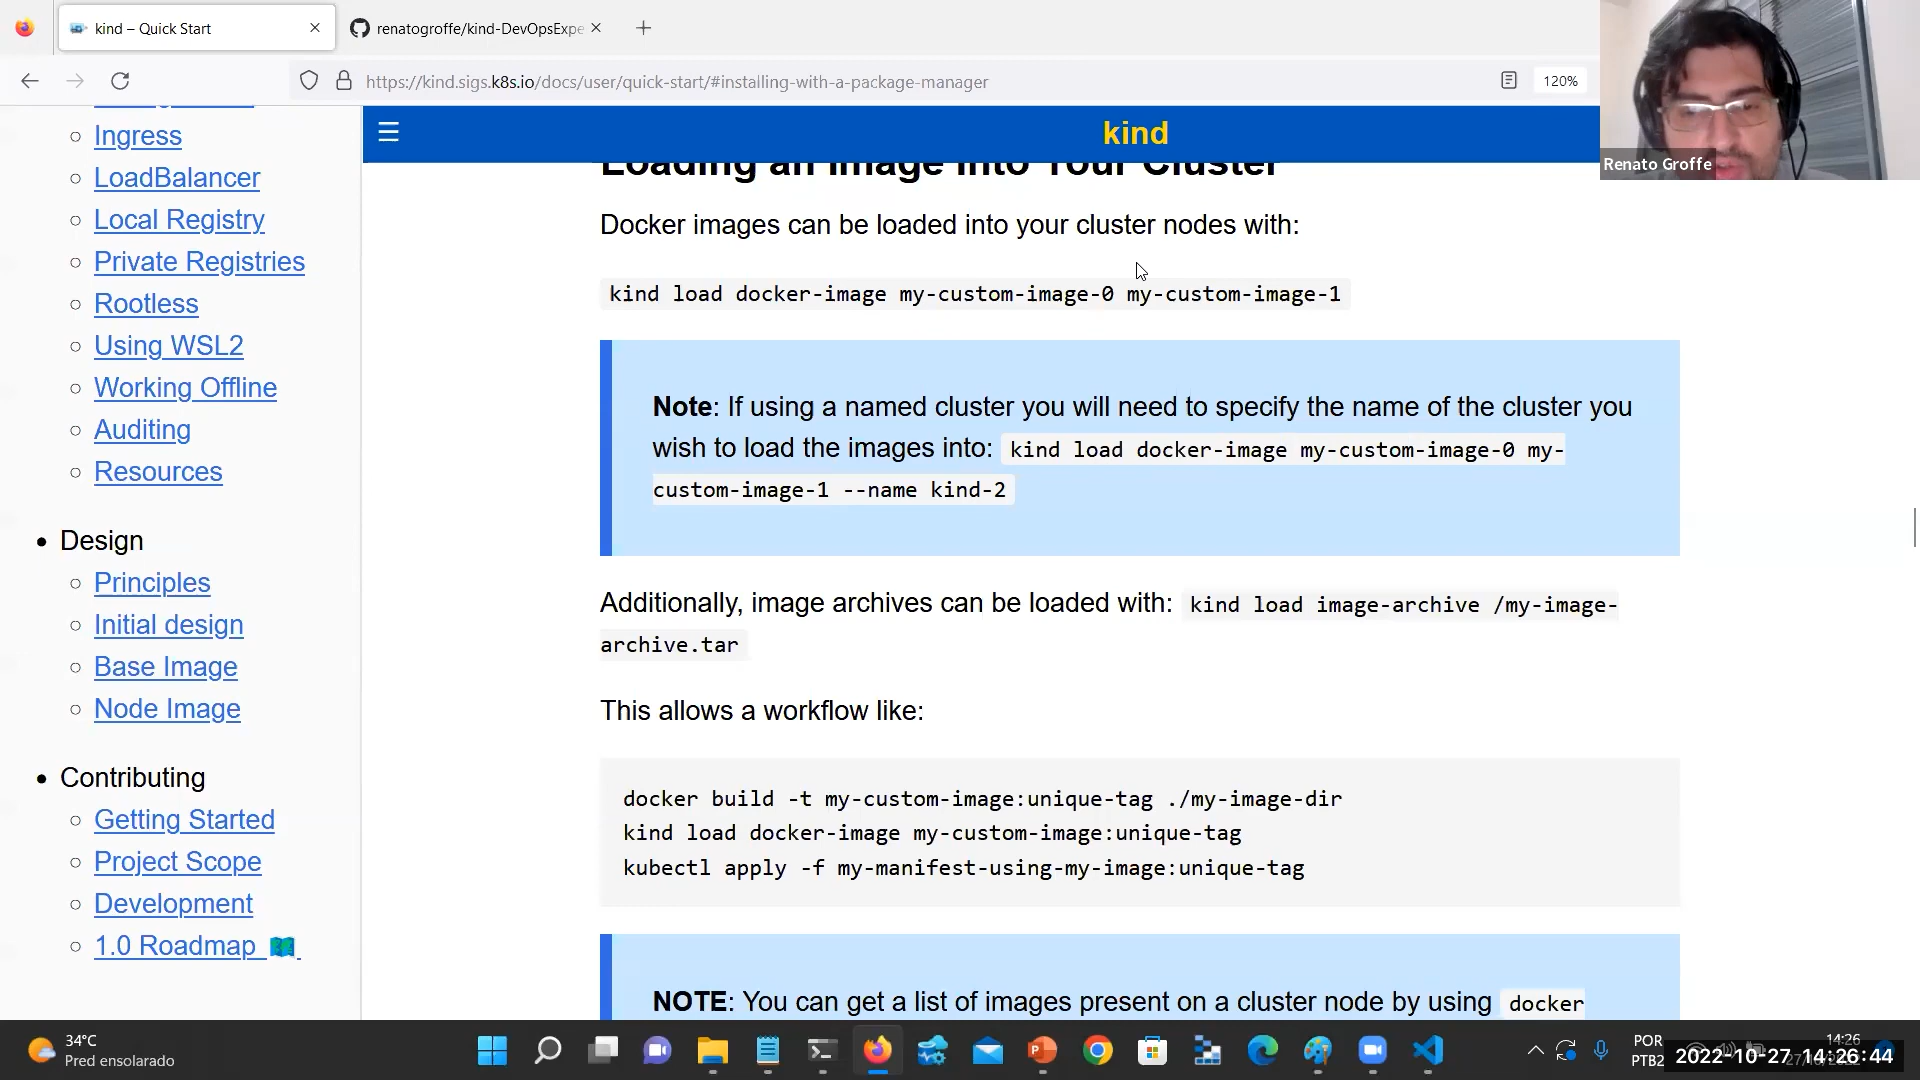 kind – Quick Start
renatogroffe/kind-DevOpsExpe
https://kind.sigs.k8s.io/docs/user/quick-start/#installing-with-a-package-manager
120%
Renato Groffe
Ingress
LoadBalancer
Local Registry
Private Registries
Rootless
Using WSL2
Working Offline
Auditing
Resources
Design
Principles
Initial design
Base Image
Node Image
Contributing
Getting Started
Project Scope
Development
1.0 Roadmap
kind
Loading an Image Into Your Cluster
Docker images can be loaded into your cluster nodes with:
kind load docker-image my-custom-image-0 my-custom-image-1
Note: If using a named cluster you will need to specify the name of the cluster you
wish to load the images into: kind load docker-image my-custom-image-0 my-
custom-image-1 --name kind-2
Additionally, image archives can be loaded with: kind load image-archive /my-image-
archive.tar
This allows a workflow like:
docker build -t my-custom-image:unique-tag ./my-image-dir
kind load docker-image my-custom-image:unique-tag
kubectl apply -f my-manifest-using-my-image:unique-tag
NOTE: You can get a list of images present on a cluster node by using docker
34°C
Pred ensolarado
POR
PTB2
14:26
2022-10-27 14:26:44